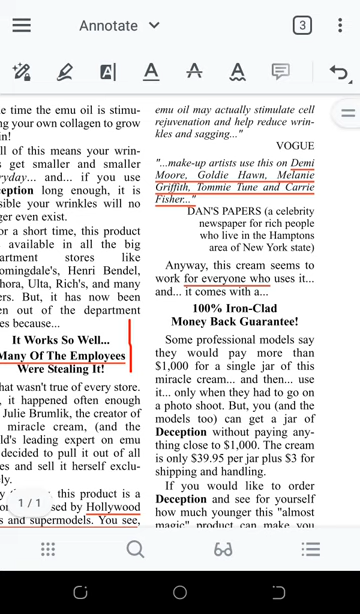 Annotate
3
A
A
A
A
e time the emu oil is stimu-
ng your own collagen to grow
in!
ll of this means your wrin-
s get smaller and smaller
ryday... and... if you use
ception long enough, it is
sible your wrinkles will no
ger even exist.
or a short time, this product
available in all the big
artment stores like
omingdale's, Henri Bendel,
hora, Ulta, Rich's, and many
ers. But, it has now been
en out of the department
es because...
It Works So Well...
Many Of The Employees
Were Stealing It!
hat wasn't true of every store.
, it happened often enough
Julie Brumlik, the creator of
miracle cream, (and the
ld's leading expert on emu
decided to pull it out of all
es and sell it herself exclu-
ly.
, this product is a
sed by Hollywood
s and supermodels. You see,
1 / 1
emu oil may actually stimulate cell
rejuvenation and help reduce wrin-
kles and sagging..."
VOGUE
"...make-up artists use this on Demi
Moore, Goldie Hawn, Melanie
Griffith, Tommie Tune and Carrie
Fisher..."
DAN'S PAPERS (a celebrity
newspaper for rich people
who live in the Hamptons
area of New York state)
Anyway, this cream seems to
work for everyone who uses it...
and... it comes with a...
100% Iron-Clad
Money Back Guarantee!
Some professional models say
they would pay more than
$1,000 for a single jar of this
miracle cream... and then... use
it... only when they had to go on
a photo shoot. But, you (and the
models too) can get a jar of
Deception without paying any-
thing close to $1,000. The cream
is only $39.95 per jar plus $3 for
shipping and handling.
If you would like to order
Deception and see for yourself
how much younger this "almost
magic" product can make you